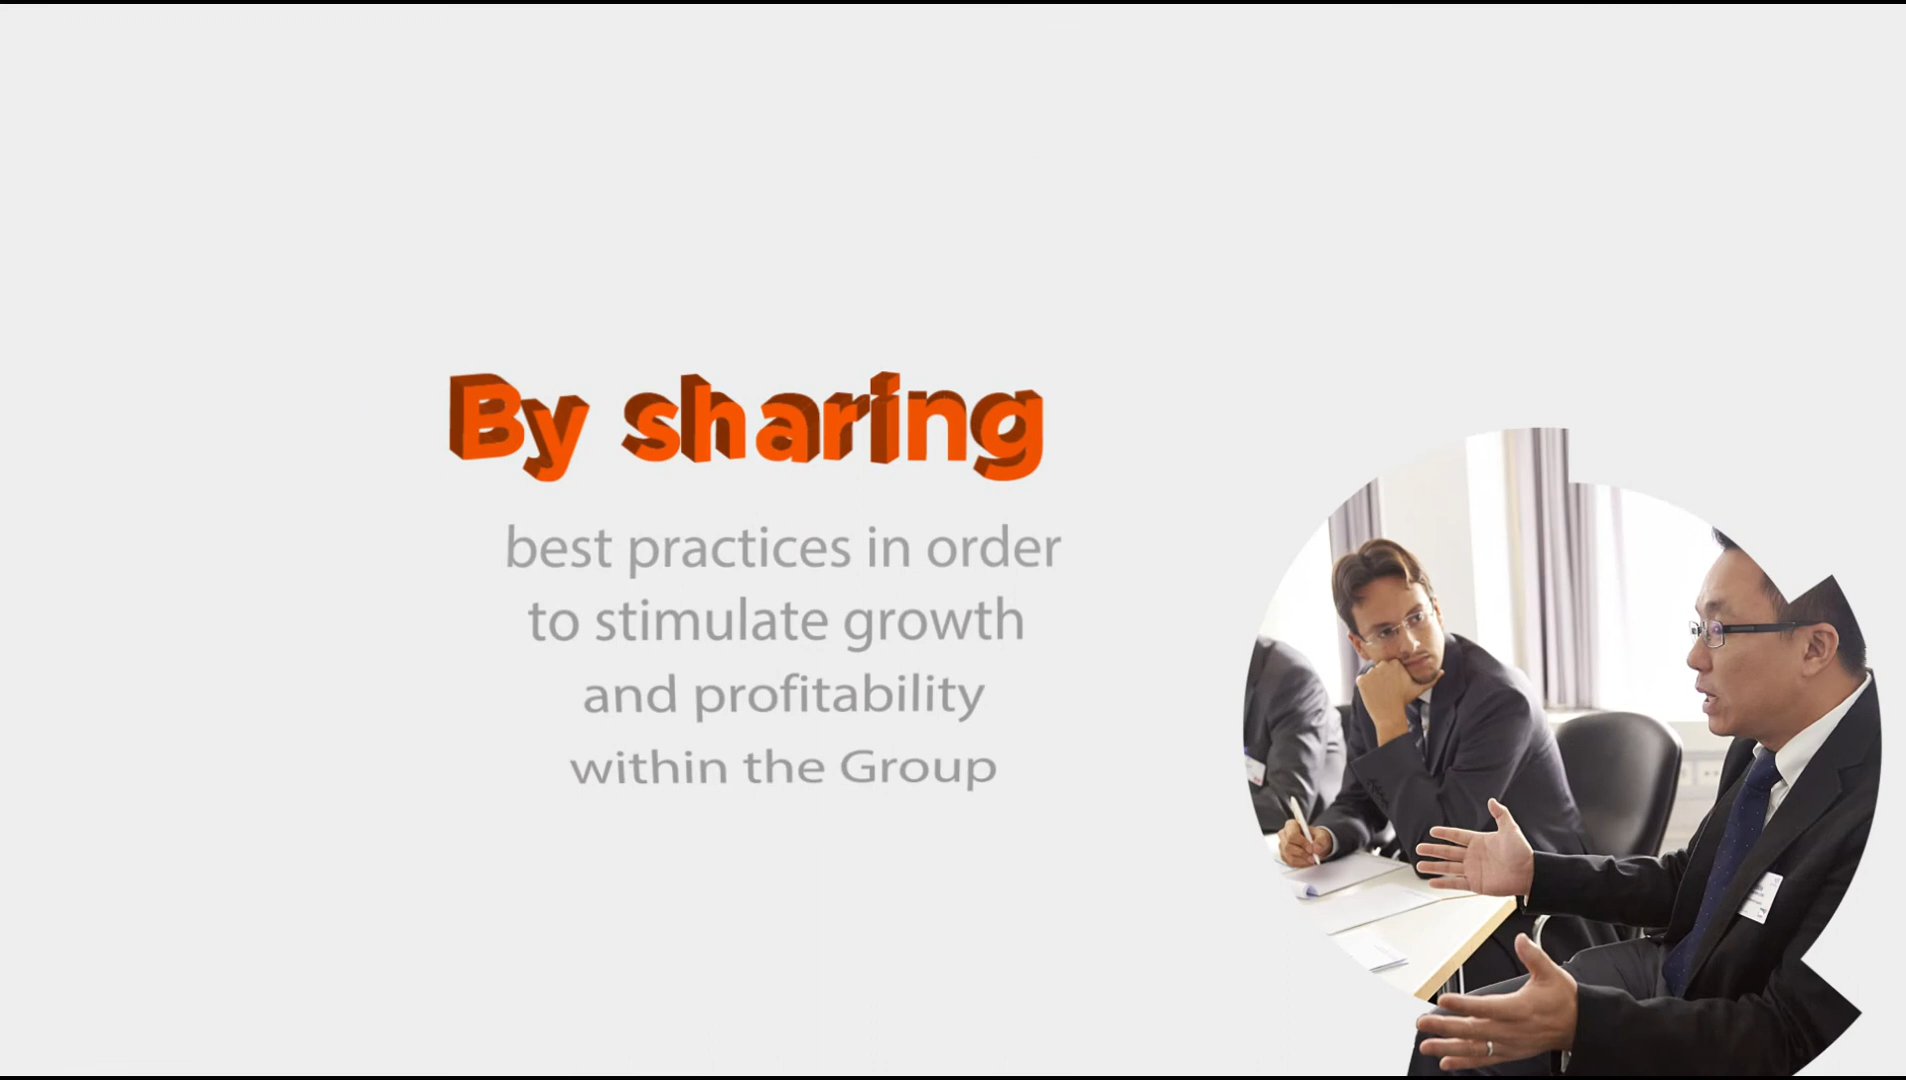 By sharing
best practices in order
to stimulate growth
and profitability
within the Group